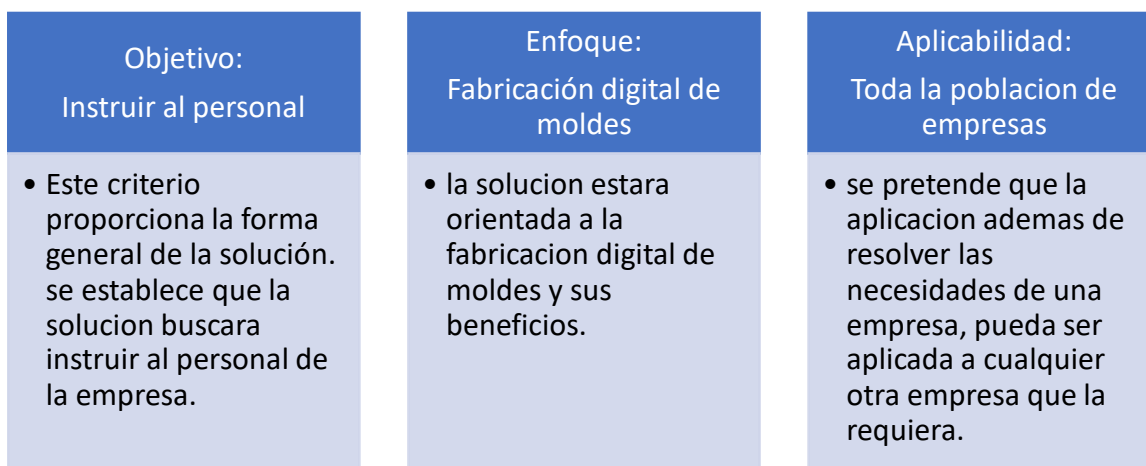 Objetivo:
Instruir al personal
• Este criterio
proporciona la forma
general de la solución.
se establece que la
solucion buscara
instruir al personal de
la empresa.
Enfoque:
Fabricación digital de
moldes
• la solucion estara
orientada a la
fabricacion digital de
moldes y sus
beneficios.
Aplicabilidad:
Toda la poblacion de
empresas
• se pretende que la
aplicacion ademas de
resolver las
necesidades de una
empresa, pueda ser
aplicada a cualquier
otra empresa que la
requiera.